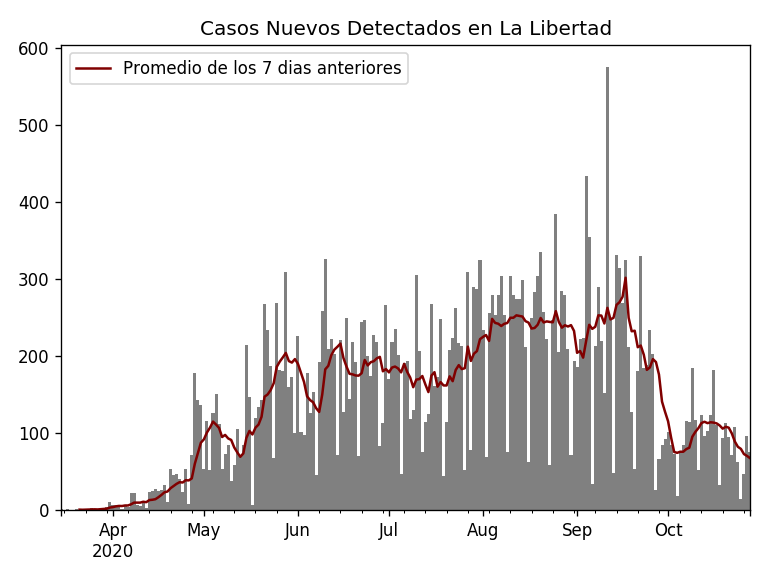 Casos Nuevos Detectados en La Libertad
Promedio de los 7 dias anteriores
600
500
400
300
200
100
0
Apr May Jun Jul Aug Sep Oct
2020